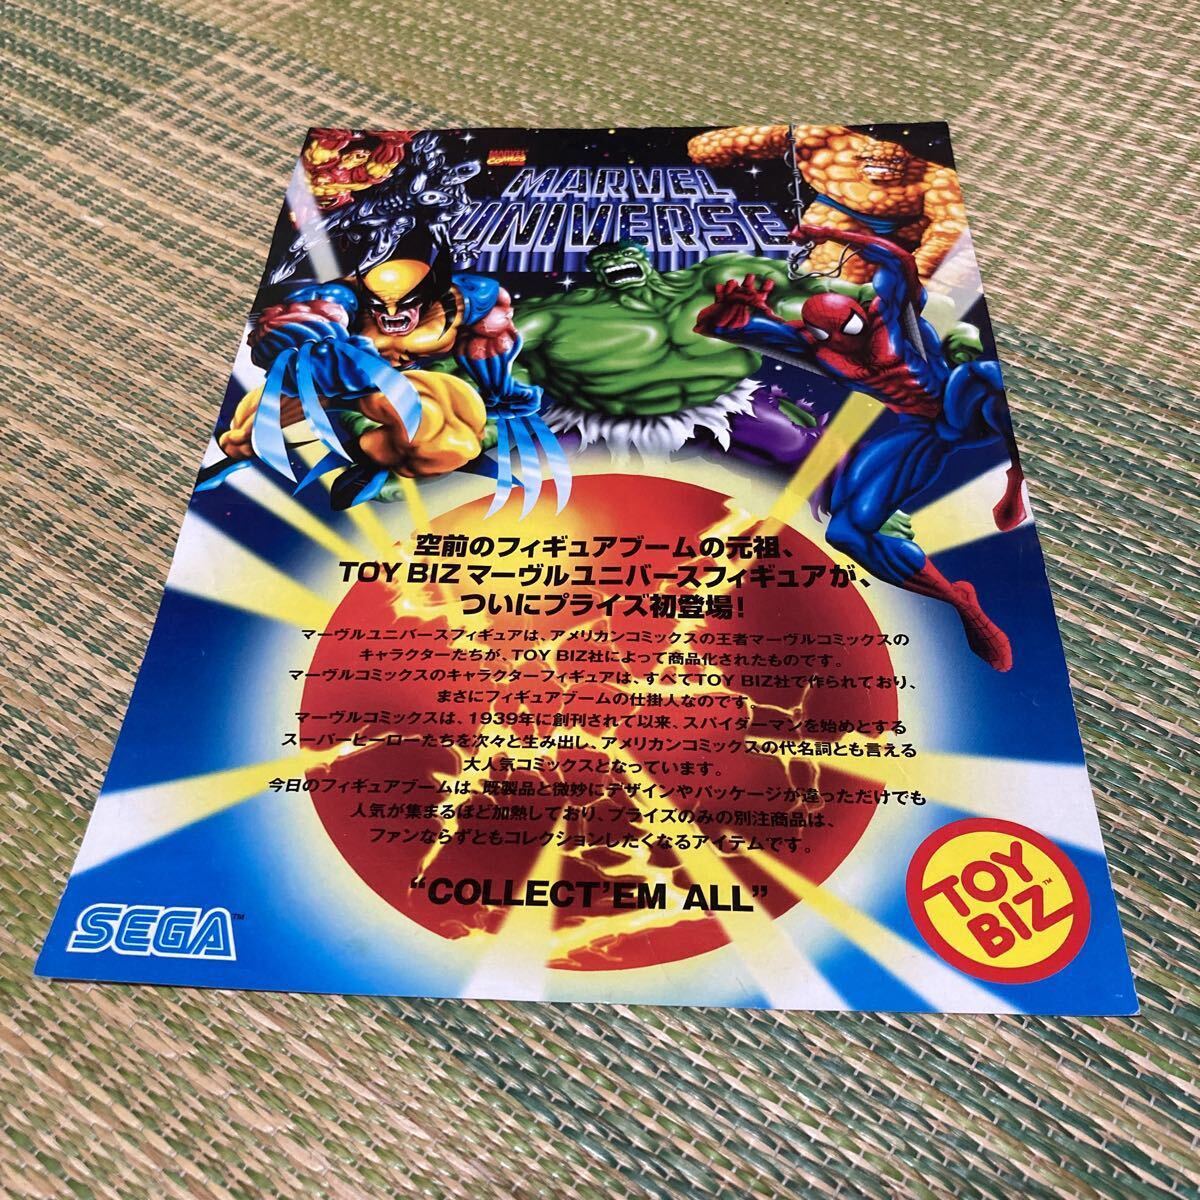 MARVEL
COMICS
MARVEL
UNIVERSE
空前のフィギュアブームの元祖、
TOY BIZ マーヴルユニバースフィギュアが、
ついにプライズ初登場!
マーヴルユニバースフィギュアは、アメリカンコミックスの王者マーヴルコミックスの
キャラクターたちが、TOY BIZ社によって商品化されたものです。
マーヴルコミックスのキャラクターフィギュアは、すべてTOY BIZ社で作られており、
まさにフィギュアブームの仕掛人なのです。
マーヴルコミックスは、1939年に創刊されて以来、スパイダーマンを始めとする
スーパーヒーローたちを次々と生み出し、アメリカンコミックスの代名詞とも言える
大人気コミックスとなっています。
今日のフィギュアブームは、既製品と微妙にデザインやパッケージが違っただけでも
人気が集まるほど加熱しており、プライズのみの別注商品は、
ファンならずともコレクションしたくなるアイテムです。
“COLLECT'EM ALL”
SEGA™
TOY
BIZ™